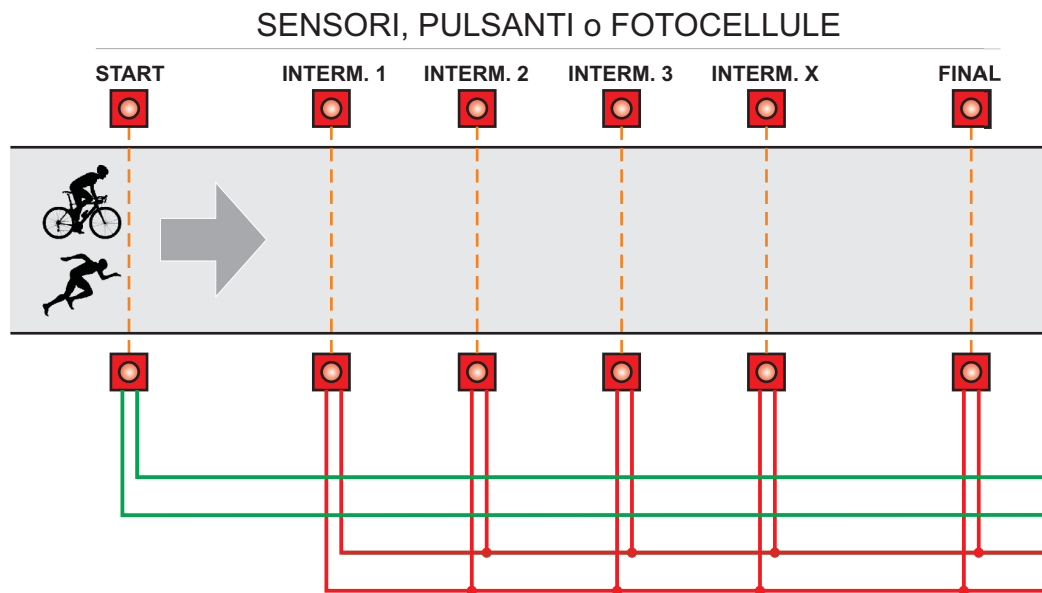 SENSORI, PULSANTI o FOTOCELLULE
START INTERM. 1 INTERM. 2 INTERM. 3 INTERM. X FINAL